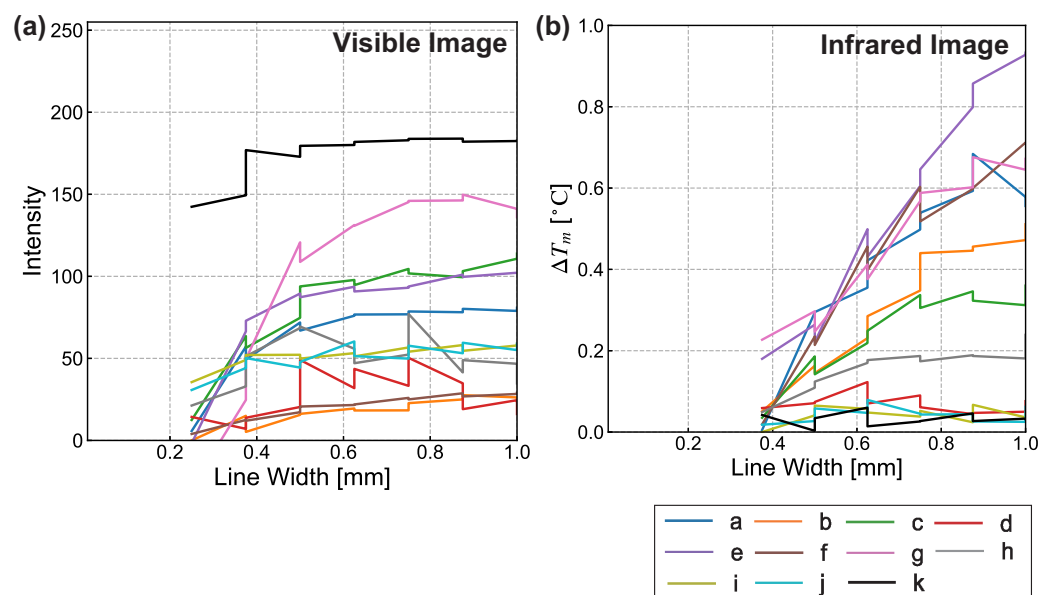 (a)
Visible Image
250
200
150
100
50
0
Intensity
0.2 0.4 0.6 0.8 1.0
Line Width [mm]
(b)
Infrared Image
1.0
0.8
0.6
0.4
0.2
0.0
ΔTm [°C]
0.2 0.4 0.6 0.8 1.0
Line Width [mm]
a b c d
e f g h
i j k